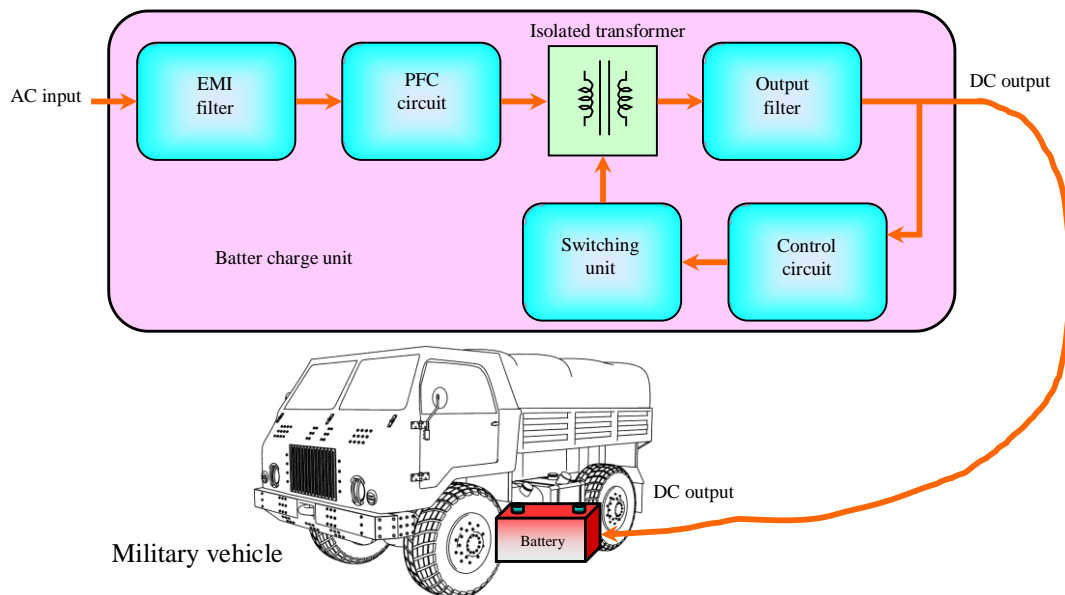 Isolated transformer
AC input
EMI
filter
PFC
circuit
Output
filter
DC output
Batter charge unit
Switching
unit
Control
circuit
DC output
Battery
Military vehicle